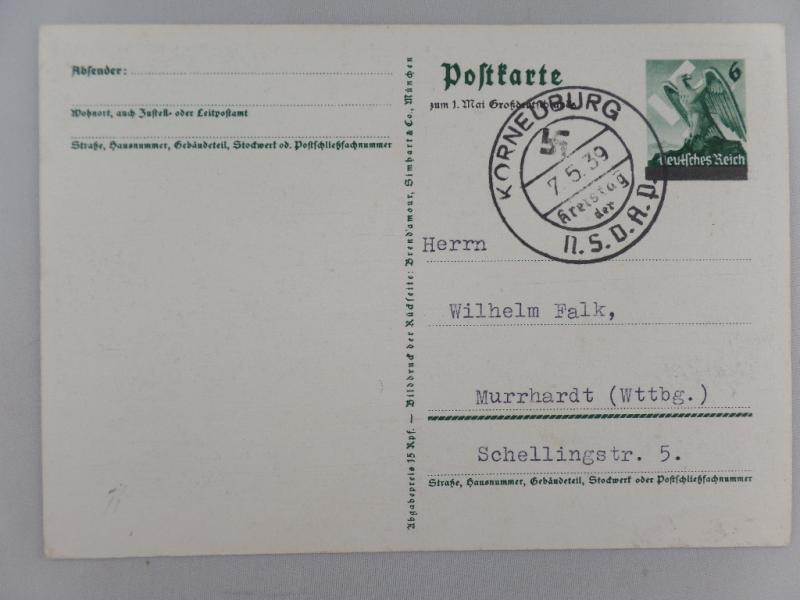 Absender:
Wohnort, auch Zustell- oder Leitpostamt
Straße, Hausnummer, Gebäudeteil, Stockwerk od. Postschließfachnummer
Abgabepreis 15 Rpf. — Bilddruck der Rückseite: Brend'amour, Simhart & Co., München
Postkarte
zum 1. Mai Großdeutschlands
6
Deutsches Reich
KORNEUBURG
7.5.39
Kreistag
der
N.S.D.A.P.
Herrn
Wilhelm Falk,
Murrhardt (Wttbg.)
Schellingstr. 5.
Straße, Hausnummer, Gebäudeteil, Stockwerk oder Postschließfachnummer